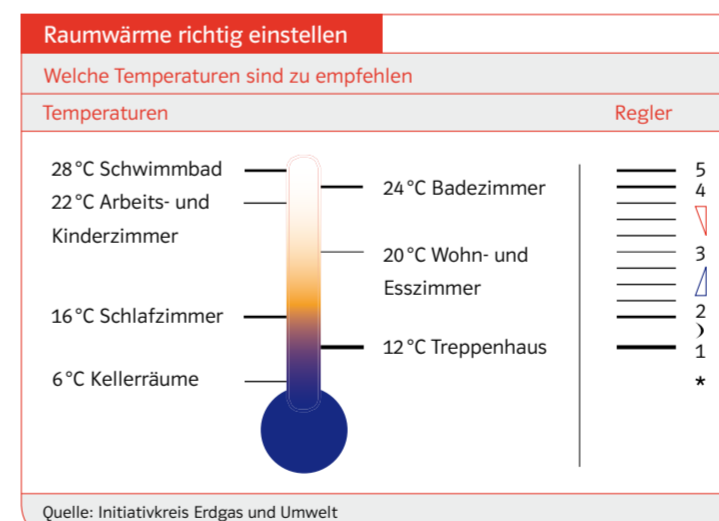 Raumwärme richtig einstellen
Welche Temperaturen sind zu empfehlen
Temperaturen
Regler
28 °C Schwimmbad
22 °C Arbeits- und
Kinderzimmer
16 °C Schlafzimmer
6 °C Kellerräume
24 °C Badezimmer
20 °C Wohn- und
Esszimmer
12 °C Treppenhaus
5
4
3
2
1
*
Quelle: Initiativkreis Erdgas und Umwelt